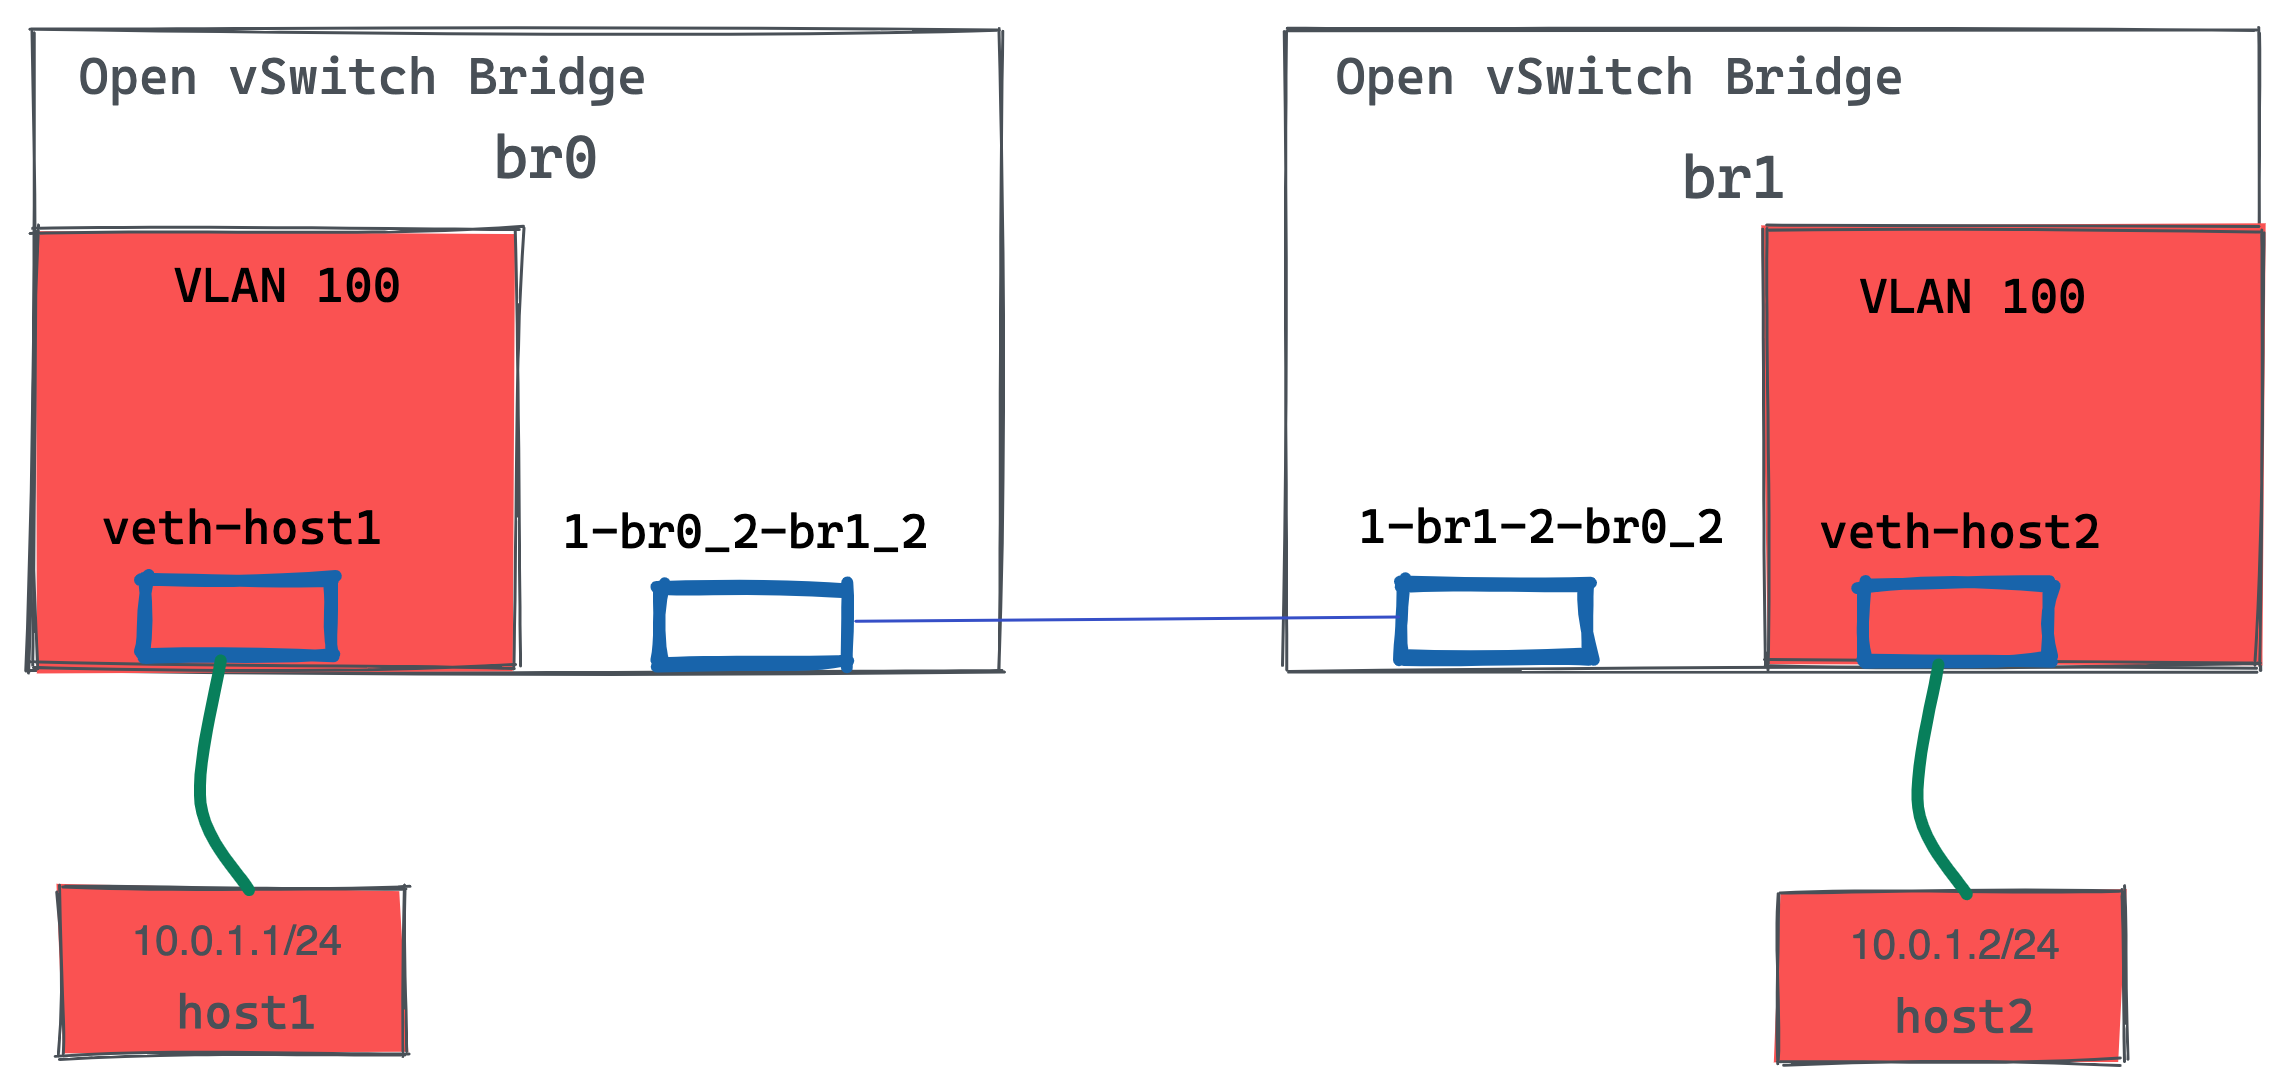 Open vSwitch Bridge
br0
VLAN 100
veth-host1
1-br0_2-br1_2
10.0.1.1/24
host1
Open vSwitch Bridge
br1
VLAN 100
1-br1-2-br0_2
veth-host2
10.0.1.2/24
host2